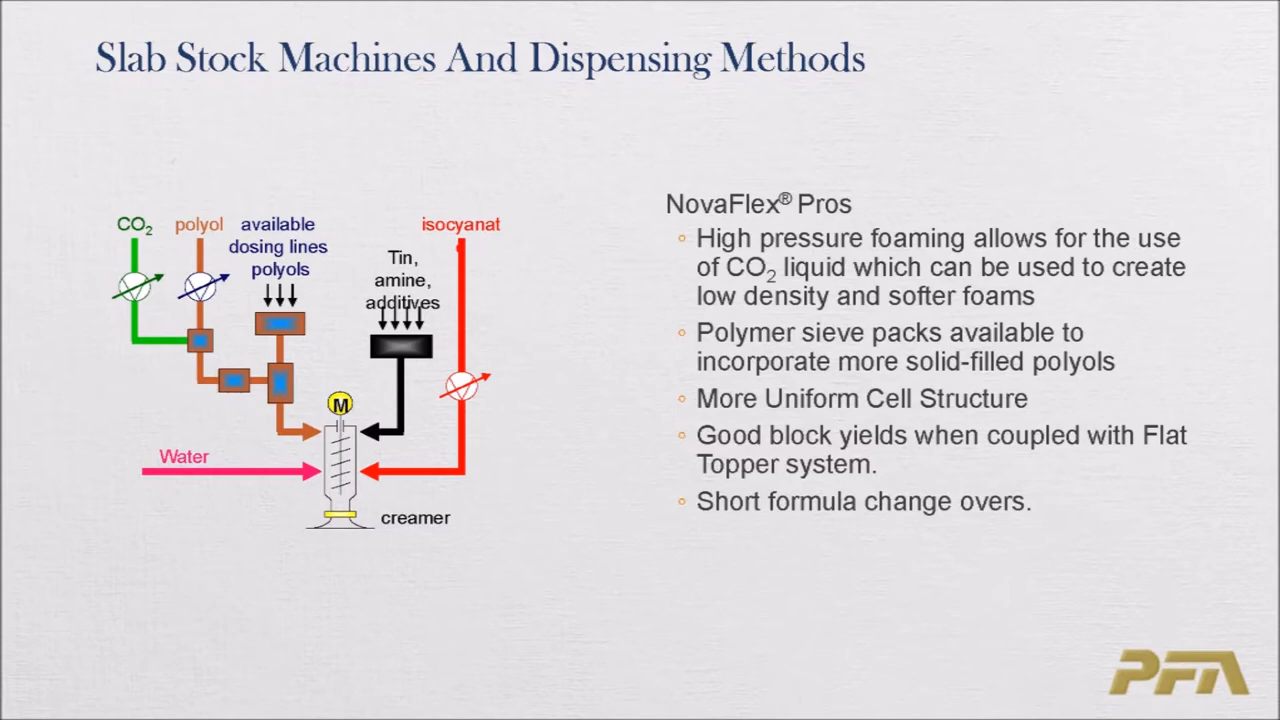 Slab Stock Machines And Dispensing Methods
CO₂
polyol
available
dosing lines
polyols
Tin,
amine,
additives
isocyanat
e
M
Water
creamer
NovaFlex® Pros
◦ High pressure foaming allows for the use
of CO₂ liquid which can be used to create
low density and softer foams
◦ Polymer sieve packs available to
incorporate more solid-filled polyols
◦ More Uniform Cell Structure
◦ Good block yields when coupled with Flat
Topper system.
◦ Short formula change overs.
PFA